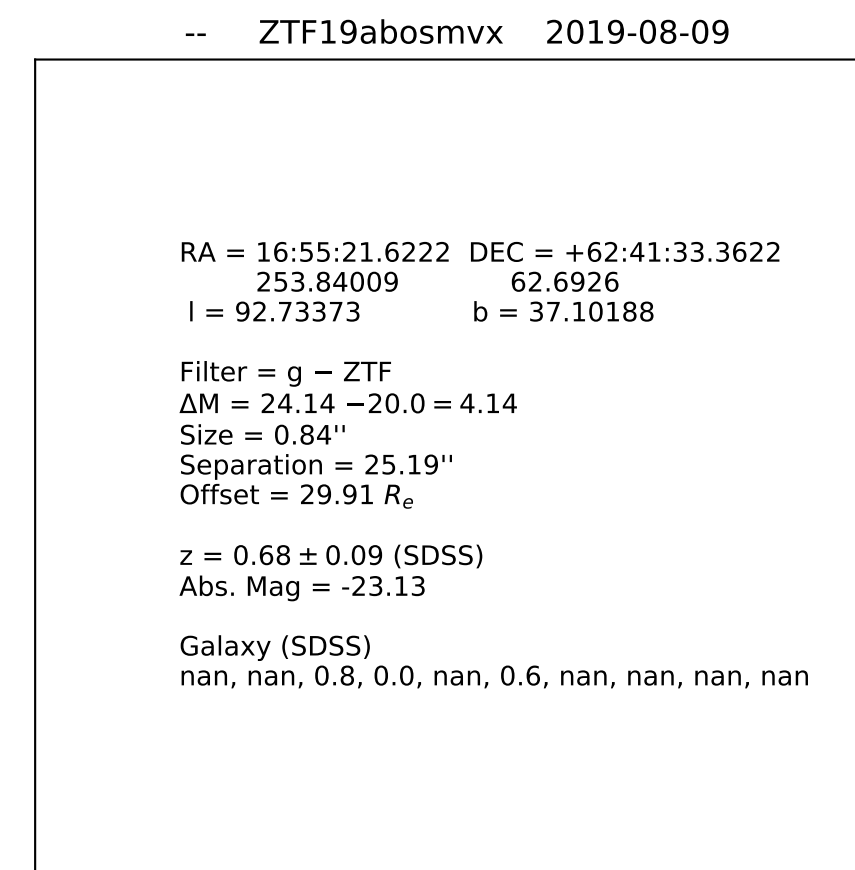 -- ZTF19abosmvx 2019-08-09
RA = 16:55:21.6222 DEC = +62:41:33.3622
253.84009 62.6926
l = 92.73373 b = 37.10188
Filter = g − ZTF
ΔM = 24.14 −20.0 = 4.14
Size = 0.84''
Separation = 25.19''
Offset = 29.91 Rₑ
z = 0.68 ± 0.09 (SDSS)
Abs. Mag = -23.13
Galaxy (SDSS)
nan, nan, 0.8, 0.0, nan, 0.6, nan, nan, nan, nan